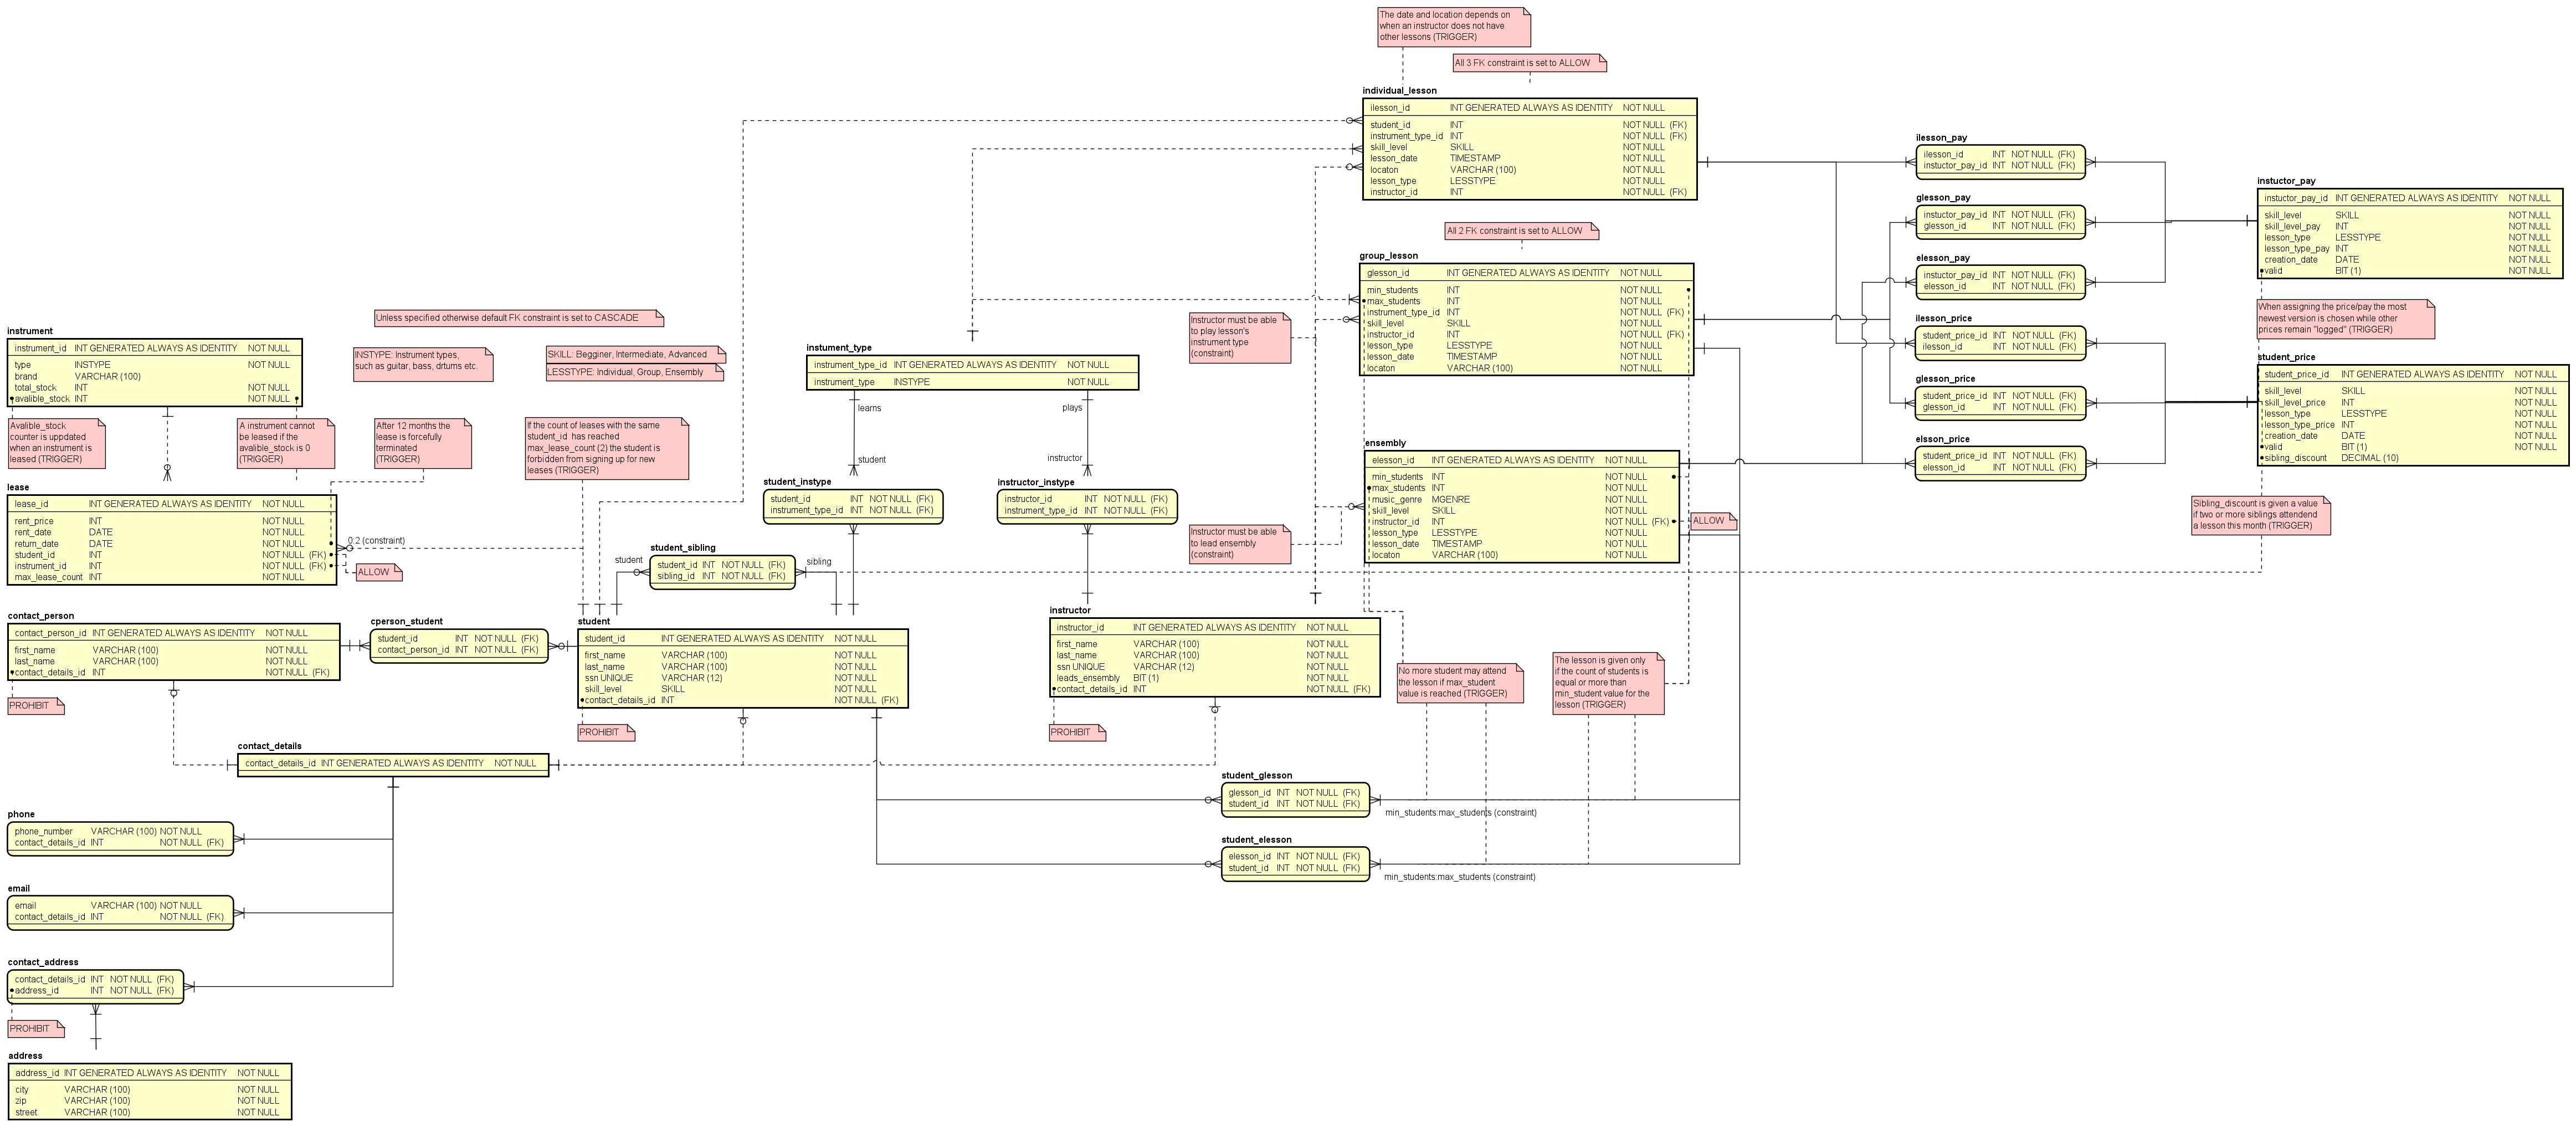 The date and location depends on
when an instructor does not have
other lessons (TRIGGER)
All 3 FK constraint is set to ALLOW
individual_lesson
ilesson_id INT GENERATED ALWAYS AS IDENTITY NOT NULL
student_id INT NOT NULL (FK)
instrument_type_id INT NOT NULL (FK)
skill_level SKILL NOT NULL
lesson_date TIMESTAMP NOT NULL
locaton VARCHAR (100) NOT NULL
lesson_type LESSTYPE NOT NULL
instructor_id INT NOT NULL (FK)
ilesson_pay
ilesson_id INT NOT NULL (FK)
instuctor_pay_id INT NOT NULL (FK)
glesson_pay
instuctor_pay_id INT NOT NULL (FK)
glesson_id INT NOT NULL (FK)
elesson_pay
instuctor_pay_id INT NOT NULL (FK)
elesson_id INT NOT NULL (FK)
ilesson_price
student_price_id INT NOT NULL (FK)
ilesson_id INT NOT NULL (FK)
glesson_price
student_price_id INT NOT NULL (FK)
glesson_id INT NOT NULL (FK)
elsson_price
student_price_id INT NOT NULL (FK)
elesson_id INT NOT NULL (FK)
instuctor_pay
instuctor_pay_id INT GENERATED ALWAYS AS IDENTITY NOT NULL
skill_level SKILL NOT NULL
skill_level_pay INT NOT NULL
lesson_type LESSTYPE NOT NULL
lesson_type_pay INT NOT NULL
creation_date DATE NOT NULL
valid BIT (1) NOT NULL
When assigning the price/pay the most
newest version is chosen while other
prices remain "logged" (TRIGGER)
student_price
student_price_id INT GENERATED ALWAYS AS IDENTITY NOT NULL
skill_level SKILL NOT NULL
skill_level_price INT NOT NULL
lesson_type LESSTYPE NOT NULL
lesson_type_price INT NOT NULL
creation_date DATE NOT NULL
valid BIT (1) NOT NULL
sibling_discount DECIMAL (10)
Sibling_discount is given a value
if two or more siblings attendend
a lesson this month (TRIGGER)
All 2 FK constraint is set to ALLOW
group_lesson
glesson_id INT GENERATED ALWAYS AS IDENTITY NOT NULL
min_students INT NOT NULL
max_students INT NOT NULL
instrument_type_id INT NOT NULL (FK)
skill_level SKILL NOT NULL
instructor_id INT NOT NULL (FK)
lesson_type LESSTYPE NOT NULL
lesson_date TIMESTAMP NOT NULL
locaton VARCHAR (100) NOT NULL
Instructor must be able
to play lesson's
instrument type
(constraint)
ensembly
elesson_id INT GENERATED ALWAYS AS IDENTITY NOT NULL
min_students INT NOT NULL
max_students INT NOT NULL
music_genre MGENRE NOT NULL
skill_level SKILL NOT NULL
instructor_id INT NOT NULL (FK)
lesson_type LESSTYPE NOT NULL
lesson_date TIMESTAMP NOT NULL
locaton VARCHAR (100) NOT NULL
ALLOW
Instructor must be able
to lead ensembly
(constraint)
Unless specified otherwise default FK constraint is set to CASCADE
INSTYPE: Instrument types,
such as guitar, bass, drtums etc.
SKILL: Begginer, Intermediate, Advanced
LESSTYPE: Individual, Group, Ensembly
instrument
instrument_id INT GENERATED ALWAYS AS IDENTITY NOT NULL
type INSTYPE NOT NULL
brand VARCHAR (100)
total_stock INT NOT NULL
avalible_stock INT NOT NULL
Avalible_stock
counter is uppdated
when an instrument is
leased (TRIGGER)
A instrument cannot
be leased if the
avalible_stock is 0
(TRIGGER)
After 12 months the
lease is forcefully
terminated
(TRIGGER)
If the count of leases with the same
student_id has reached
max_lease_count (2) the student is
forbidden from signing up for new
leases (TRIGGER)
instument_type
instrument_type_id INT GENERATED ALWAYS AS IDENTITY NOT NULL
instrument_type INSTYPE NOT NULL
learns
plays
student
instructor
student_instype
student_id INT NOT NULL (FK)
instrument_type_id INT NOT NULL (FK)
instructor_instype
instructor_id INT NOT NULL (FK)
instrument_type_id INT NOT NULL (FK)
lease
lease_id INT GENERATED ALWAYS AS IDENTITY NOT NULL
rent_price INT NOT NULL
rent_date DATE NOT NULL
return_date DATE NOT NULL
student_id INT NOT NULL (FK)
instrument_id INT NOT NULL (FK)
max_lease_count INT NOT NULL
0:2 (constraint)
ALLOW
student_sibling
student
sibling
student_id INT NOT NULL (FK)
sibling_id INT NOT NULL (FK)
contact_person
contact_person_id INT GENERATED ALWAYS AS IDENTITY NOT NULL
first_name VARCHAR (100) NOT NULL
last_name VARCHAR (100) NOT NULL
contact_details_id INT NOT NULL (FK)
PROHIBIT
cperson_student
student_id INT NOT NULL (FK)
contact_person_id INT NOT NULL (FK)
student
student_id INT GENERATED ALWAYS AS IDENTITY NOT NULL
first_name VARCHAR (100) NOT NULL
last_name VARCHAR (100) NOT NULL
ssn UNIQUE VARCHAR (12) NOT NULL
skill_level SKILL NOT NULL
contact_details_id INT NOT NULL (FK)
PROHIBIT
instructor
instructor_id INT GENERATED ALWAYS AS IDENTITY NOT NULL
first_name VARCHAR (100) NOT NULL
last_name VARCHAR (100) NOT NULL
ssn UNIQUE VARCHAR (12) NOT NULL
leads_ensembly BIT (1) NOT NULL
contact_details_id INT NOT NULL (FK)
PROHIBIT
No more student may attend
the lesson if max_student
value is reached (TRIGGER)
The lesson is given only
if the count of students is
equal or more than
min_student value for the
lesson (TRIGGER)
contact_details
contact_details_id INT GENERATED ALWAYS AS IDENTITY NOT NULL
student_glesson
glesson_id INT NOT NULL (FK)
student_id INT NOT NULL (FK)
min_students:max_students (constraint)
student_elesson
elesson_id INT NOT NULL (FK)
student_id INT NOT NULL (FK)
min_students:max_students (constraint)
phone
phone_number VARCHAR (100) NOT NULL
contact_details_id INT NOT NULL (FK)
email
email VARCHAR (100) NOT NULL
contact_details_id INT NOT NULL (FK)
contact_address
contact_details_id INT NOT NULL (FK)
address_id INT NOT NULL (FK)
PROHIBIT
address
address_id INT GENERATED ALWAYS AS IDENTITY NOT NULL
city VARCHAR (100) NOT NULL
zip VARCHAR (100) NOT NULL
street VARCHAR (100) NOT NULL